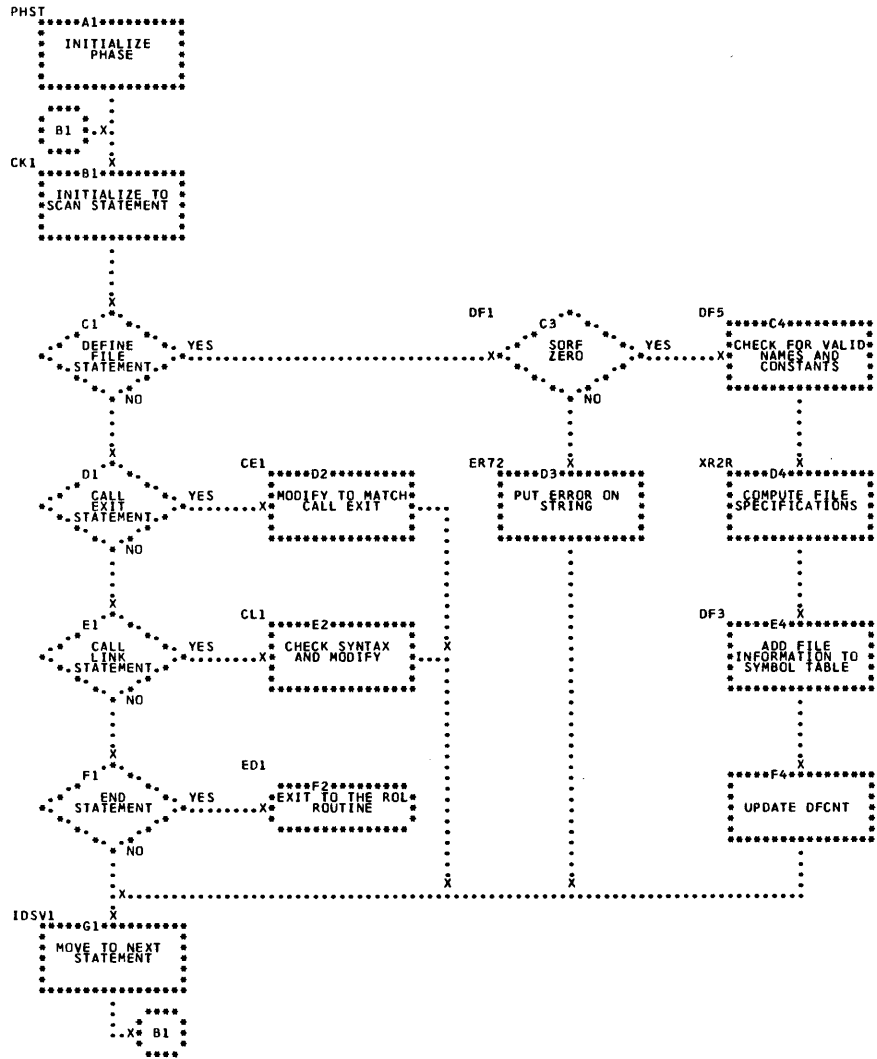 PHST
A1
INITIALIZE
PHASE
B1
CK1
B1
INITIALIZE TO
SCAN STATEMENT
C1
DEFINE
FILE
STATEMENT
YES
NO
DF1
C3
SORF
ZERO
YES
NO
DF5
C4
CHECK FOR VALID
NAMES AND
CONSTANTS
D1
CALL
EXIT
STATEMENT
YES
NO
CE1
D2
MODIFY TO MATCH
CALL EXIT
ER72
D3
PUT ERROR ON
STRING
XR2R
D4
COMPUTE FILE
SPECIFICATIONS
E1
CALL
LINK
STATEMENT
YES
NO
CL1
E2
CHECK SYNTAX
AND MODIFY
DF3
E4
ADD FILE
INFORMATION TO
SYMBOL TABLE
F1
END
STATEMENT
YES
NO
ED1
F2
EXIT TO THE ROL
ROUTINE
F4
UPDATE DFCNT
IDSV1
G1
MOVE TO NEXT
STATEMENT
B1